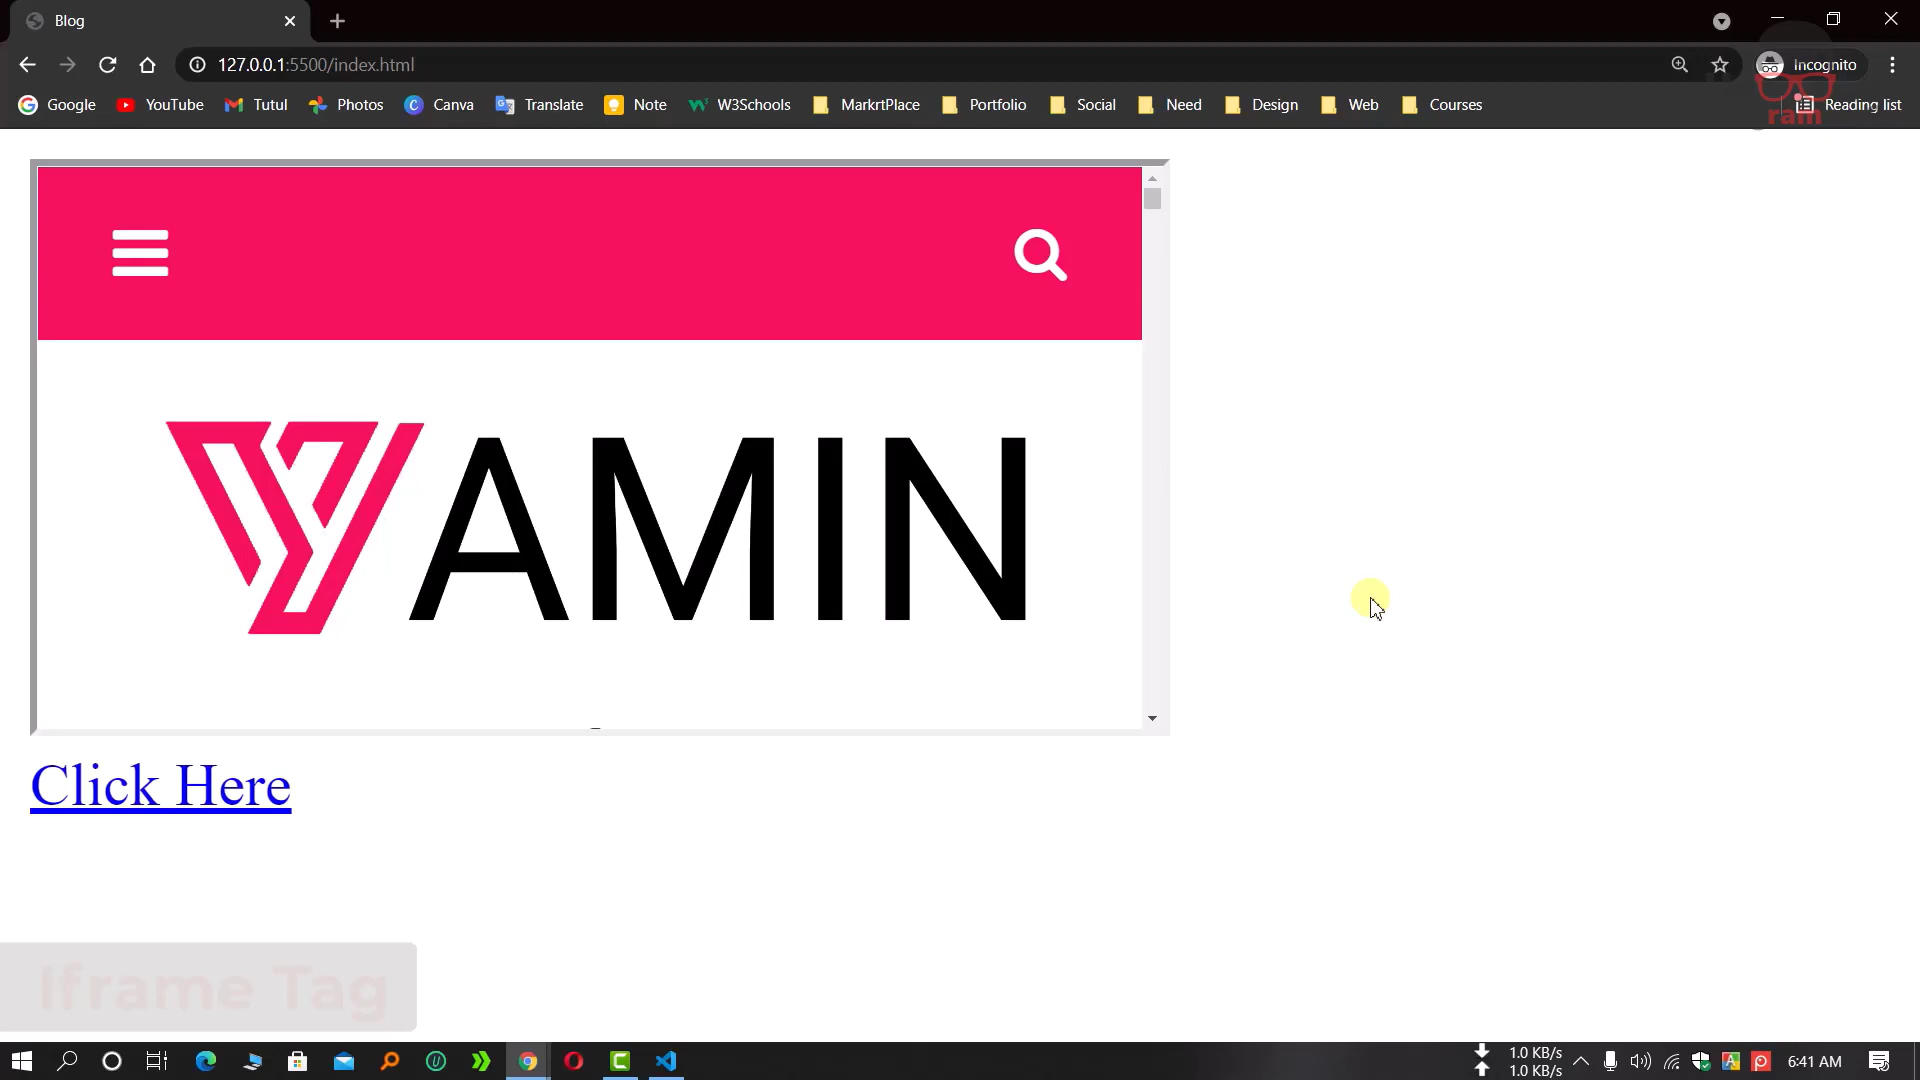 Blog
127.0.0.1:5500/index.html
Incognito
Google YouTube Tutul Photos Canva Translate Note W3Schools MarkrtPlace Portfolio Social Need Design Web Courses Reading list
ram
YAMIN
Click Here
Iframe Tag
1.0 KB/s
1.0 KB/s
6:41 AM